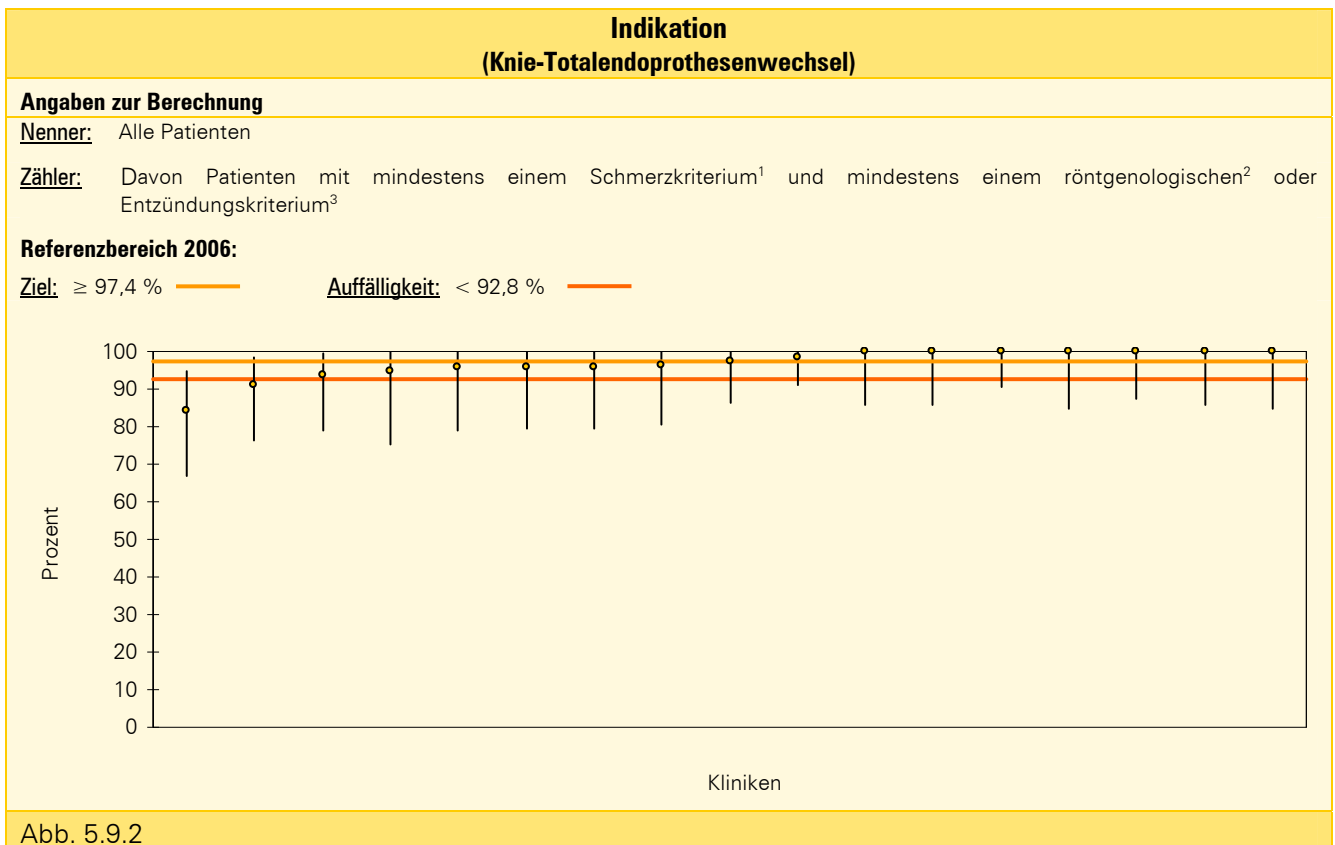 Indikation
(Knie-Totalendoprothesenwechsel)
Angaben zur Berechnung
Nenner: Alle Patienten
Zähler: Davon Patienten mit mindestens einem Schmerzkriterium¹ und mindestens einem röntgenologischen² oder
Entzündungskriterium³
Referenzbereich 2006:
Ziel: ≥ 97,4 % Auffälligkeit: < 92,8 %
100
90
80
70
60
50
40
30
20
10
0
Prozent
Kliniken
Abb. 5.9.2